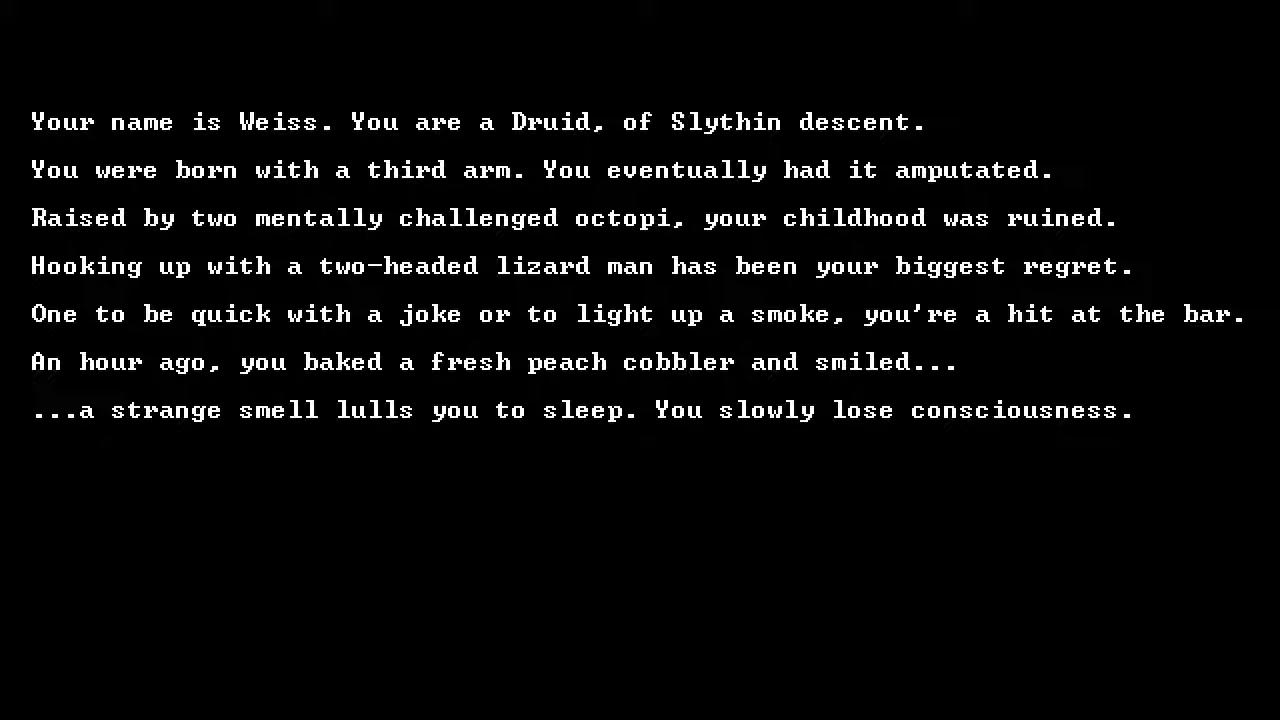 Your name is Weiss. You are a Druid, of Slythin descent.
You were born with a third arm. You eventually had it amputated.
Raised by two mentally challenged octopi, your childhood was ruined.
Hooking up with a two-headed lizard man has been your biggest regret.
One to be quick with a joke or to light up a smoke, you're a hit at the bar.
An hour ago, you baked a fresh peach cobbler and smiled...
...a strange smell lulls you to sleep. You slowly lose consciousness.